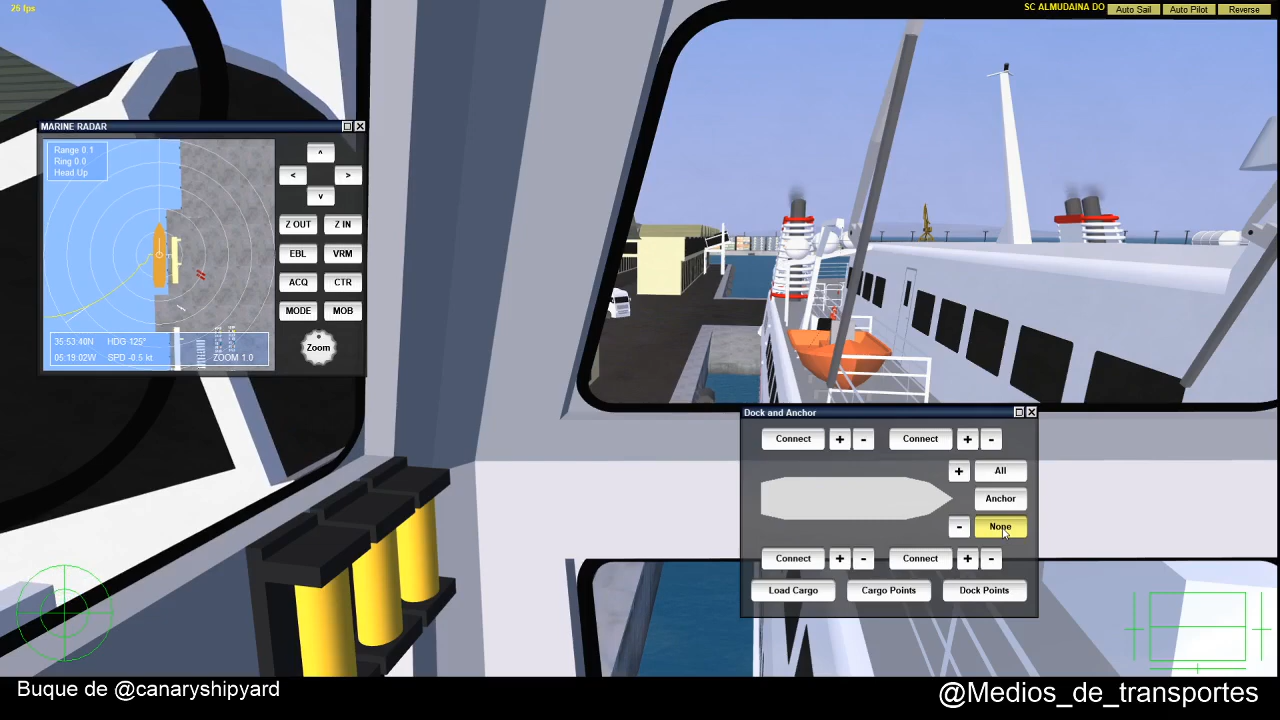 25 fps
SC ALMUDAINA DO
Auto Sail
Auto Pilot
Reverse
MARINE RADAR
Range 0.1
Ring 0.0
Head Up
^
<
>
v
Z OUT
Z IN
EBL
VRM
ACQ
CTR
MODE
MOB
35:53:40N HDG 125°
05:19:02W SPD -0.5 kt ZOOM 1.0
Zoom
Dock and Anchor
Connect + - Connect + -
+ All
Anchor
- None
Connect + - Connect + -
Load Cargo
Cargo Points
Dock Points
Buque de @canaryshipyard
@Medios_de_transportes